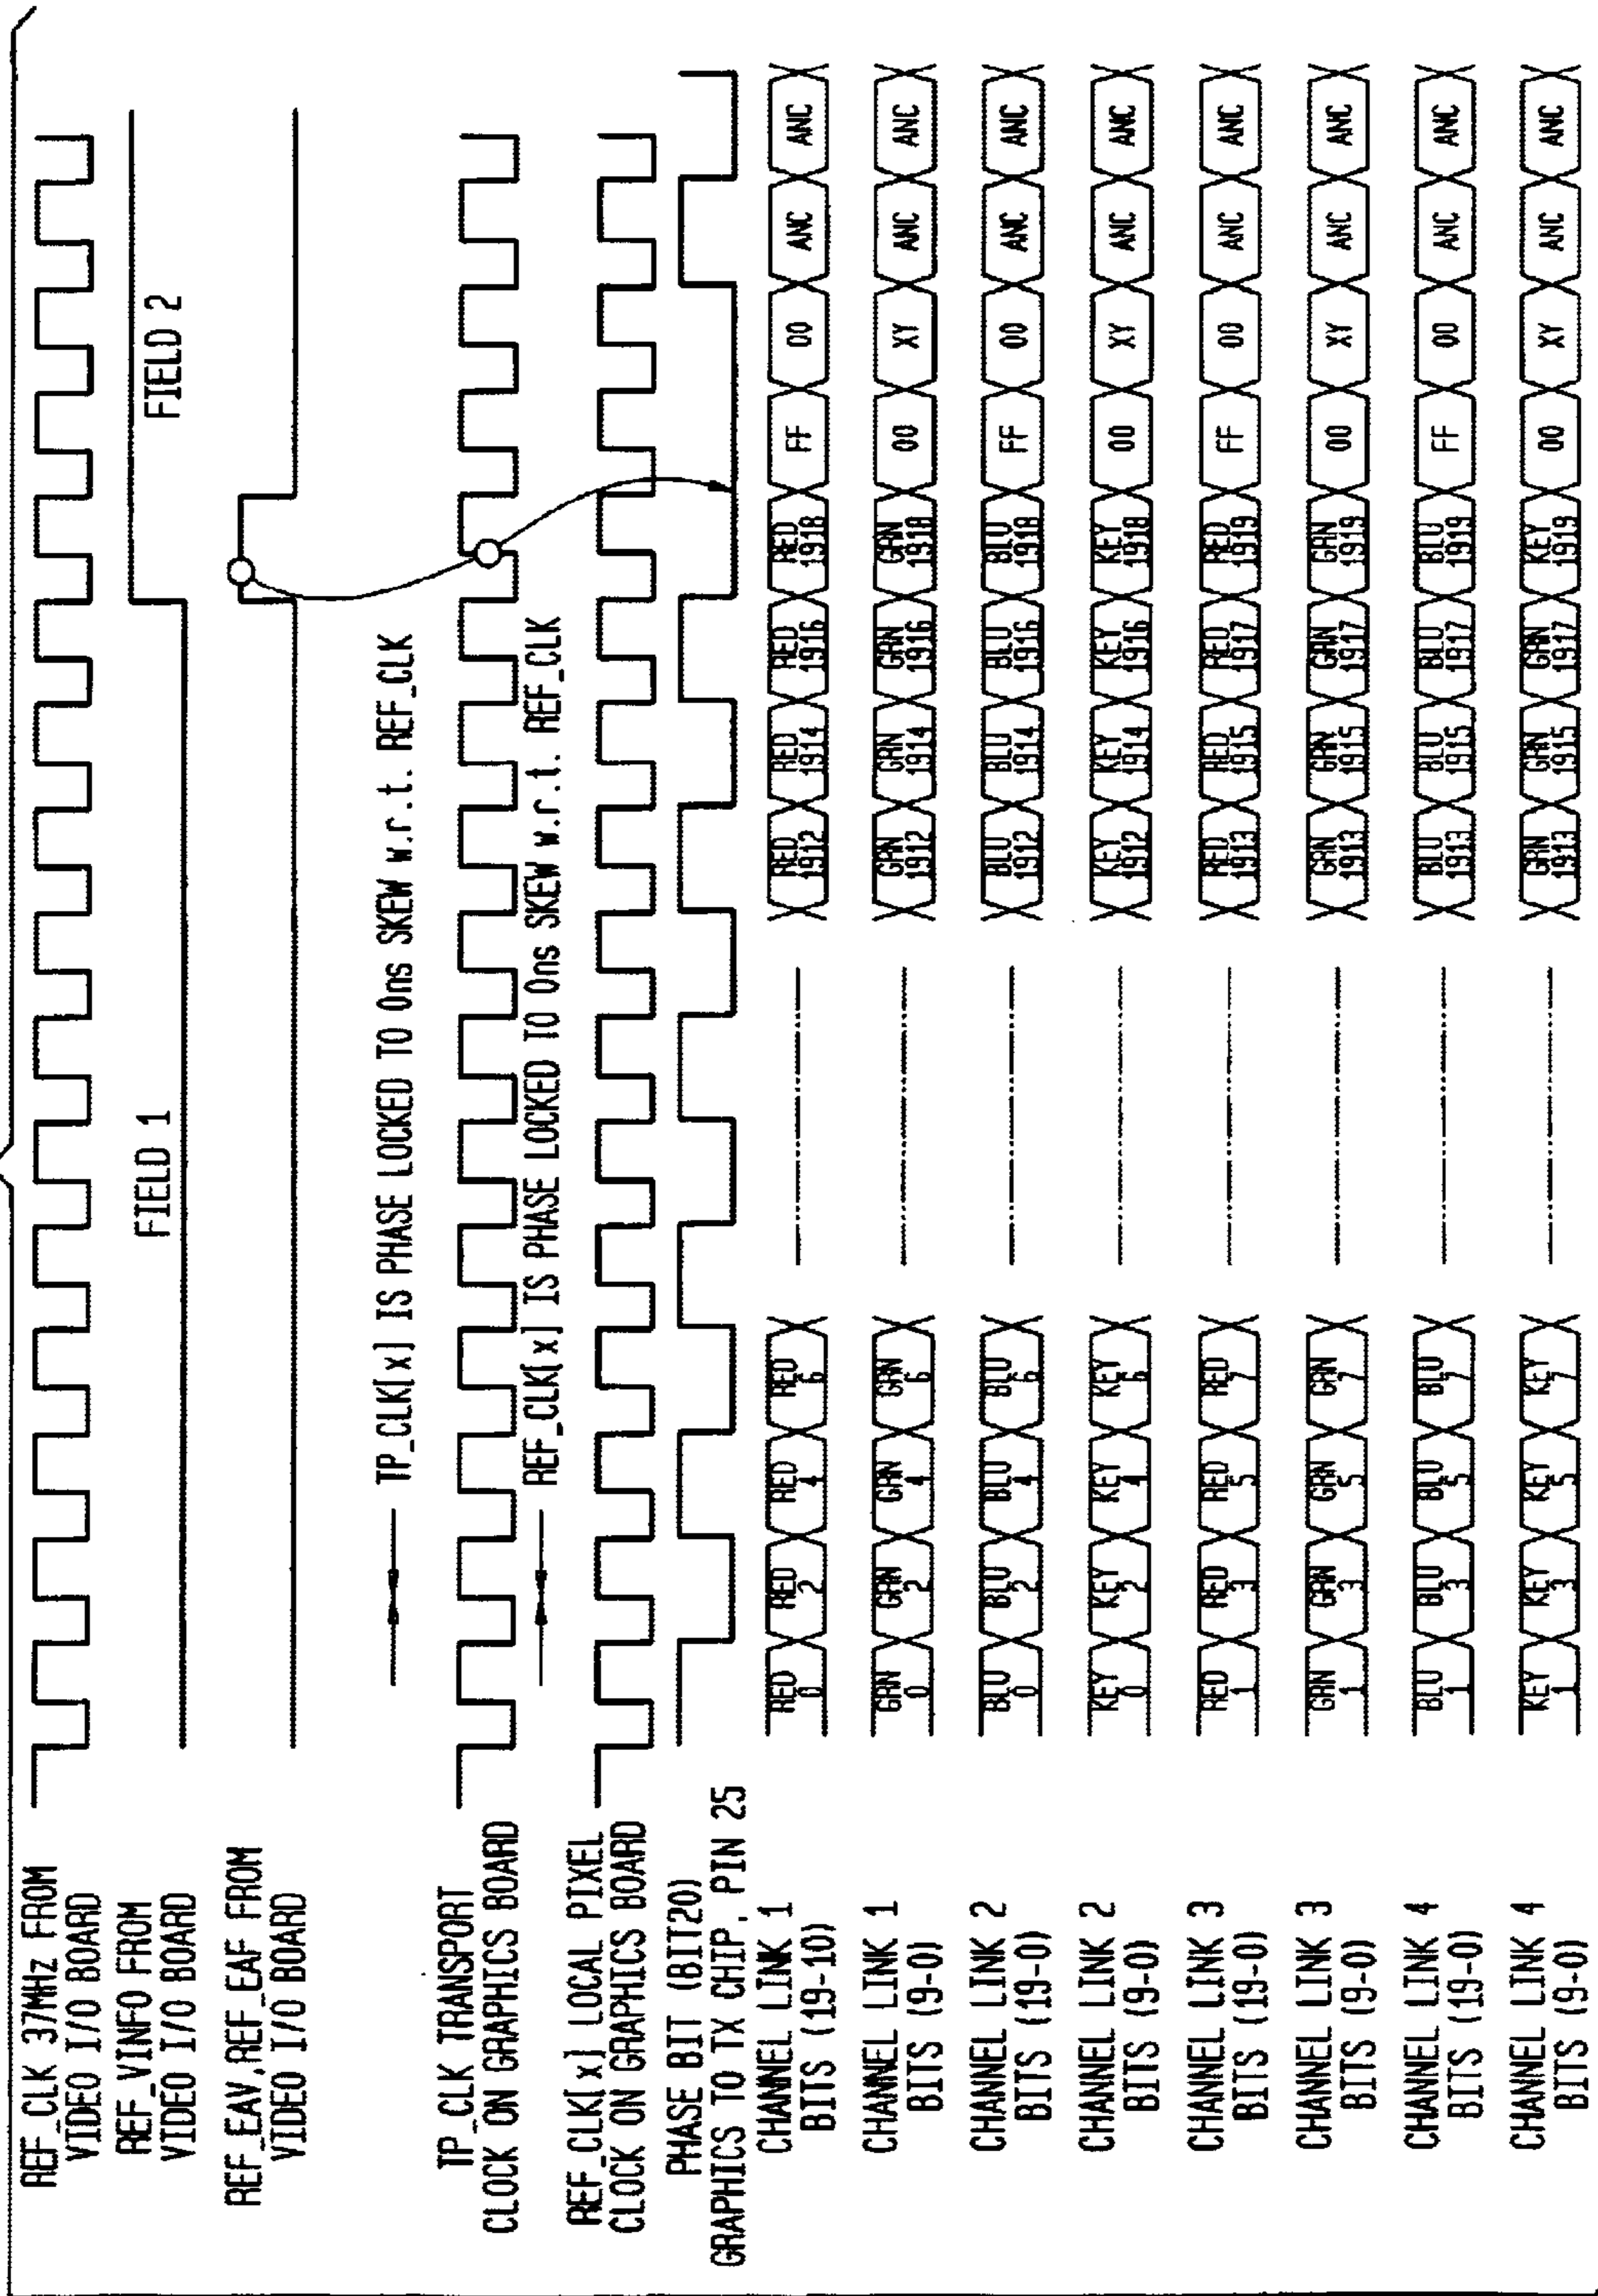 REF_CLK 37MHz FROM
VIDEO I/O BOARD
REF_VINFO FROM
VIDEO I/O BOARD
FIELD 1
FIELD 2
REF_EAV,REF_EAF FROM
VIDEO I/O BOARD
TP_CLK[x] IS PHASE LOCKED TO 0ns SKEW w.r.t. REF_CLK
TP_CLK TRANSPORT
CLOCK ON GRAPHICS BOARD
REF_CLK[x] IS PHASE LOCKED TO 0ns SKEW w.r.t. REF_CLK
REF_CLK[x] LOCAL PIXEL
CLOCK ON GRAPHICS BOARD
PHASE BIT (BIT20)
GRAPHICS TO TX CHIP, PIN 25
CHANNEL LINK 1
BITS (19-10)
RED RED RED RED RED RED RED RED FF 00 ANC ANC
0 2 4 6 1912 1914 1916 1918
CHANNEL LINK 1
BITS (9-0)
GRN GRN GRN GRN GRN GRN GRN GRN 00 XY ANC ANC
0 2 4 6 1912 1914 1916 1918
CHANNEL LINK 2
BITS (19-0)
BLU BLU BLU BLU BLU BLU BLU BLU FF 00 ANC ANC
0 2 4 6 1912 1914 1916 1918
CHANNEL LINK 2
BITS (9-0)
KEY KEY KEY KEY KEY KEY KEY KEY 00 XY ANC ANC
0 2 4 6 1912 1914 1916 1918
CHANNEL LINK 3
BITS (19-0)
RED RED RED RED RED RED RED RED FF 00 ANC ANC
1 3 5 7 1913 1915 1917 1919
CHANNEL LINK 3
BITS (9-0)
GRN GRN GRN GRN GRN GRN GRN GRN 00 XY ANC ANC
1 3 5 7 1913 1915 1917 1919
CHANNEL LINK 4
BITS (19-0)
BLU BLU BLU BLU BLU BLU BLU BLU FF 00 ANC ANC
1 3 5 7 1913 1915 1917 1919
CHANNEL LINK 4
BITS (9-0)
KEY KEY KEY KEY GRN GRN GRN KEY 00 XY ANC ANC
1 3 5 7 1913 1915 1917 1919